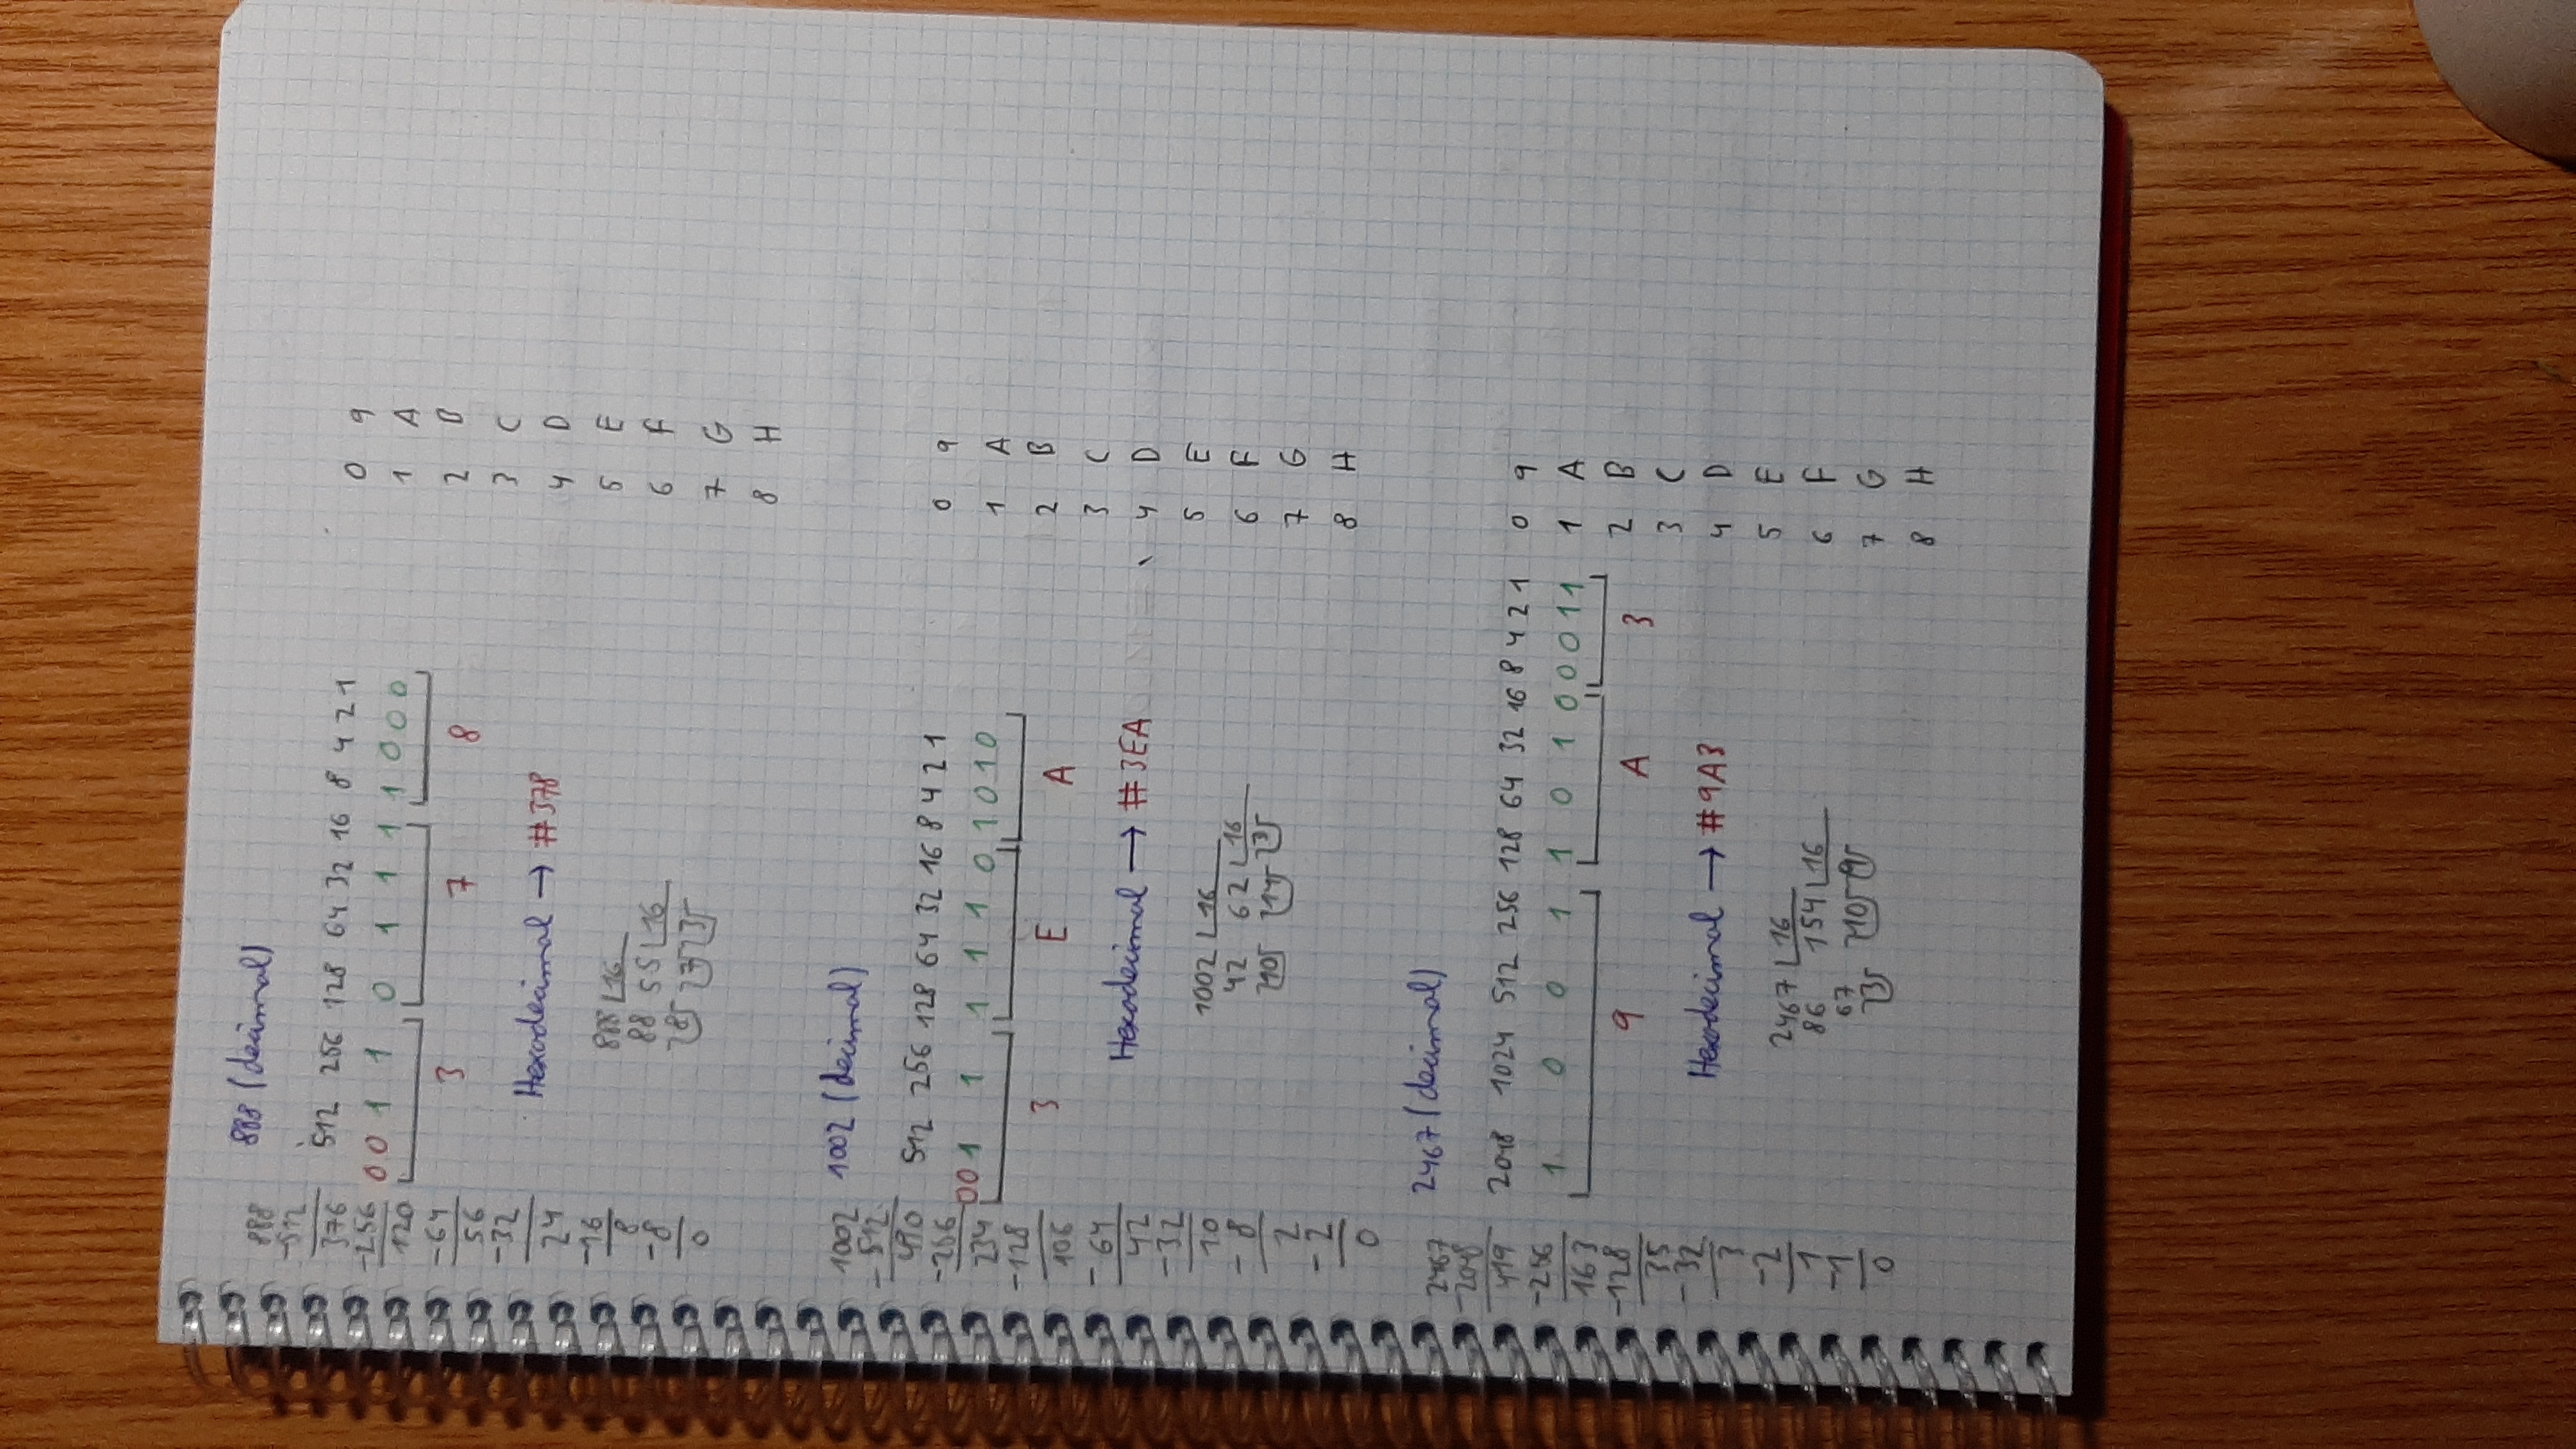 888 (decimal)
888
-512
376
-256
120
-64
56
-32
24
-16
8
-8
0
512 256 128 64 32 16 8 4 2 1
0 0 1 1 0 1 1 1 1 0 0 0
3 7 8
Hexadecimal → #378
888 16
88 55 16
8 7 3
0 9
1 A
2 B
3 C
4 D
5 E
6 F
7 G
8 H
1002 (decimal)
1002
-512
490
-256
234
-128
106
-64
42
-32
10
-8
2
-2
0
512 256 128 64 32 16 8 4 2 1
0 0 1 1 1 1 1 0 1 0 1 0
3 E A
Hexadecimal → #3EA
1002 16
42 62 16
10 14 3
0 9
1 A
2 B
3 C
4 D
5 E
6 F
7 G
8 H
2467 (decimal)
2467
-2048
419
-256
163
-128
35
-32
3
-2
1
-1
0
2048 1024 512 256 128 64 32 16 8 4 2 1
1 0 0 1 1 0 1 0 0 0 1 1
9 A 3
Hexadecimal → #9A3
2467 16
86 154 16
67
3 10 9
0 9
1 A
2 B
3 C
4 D
5 E
6 F
7 G
8 H